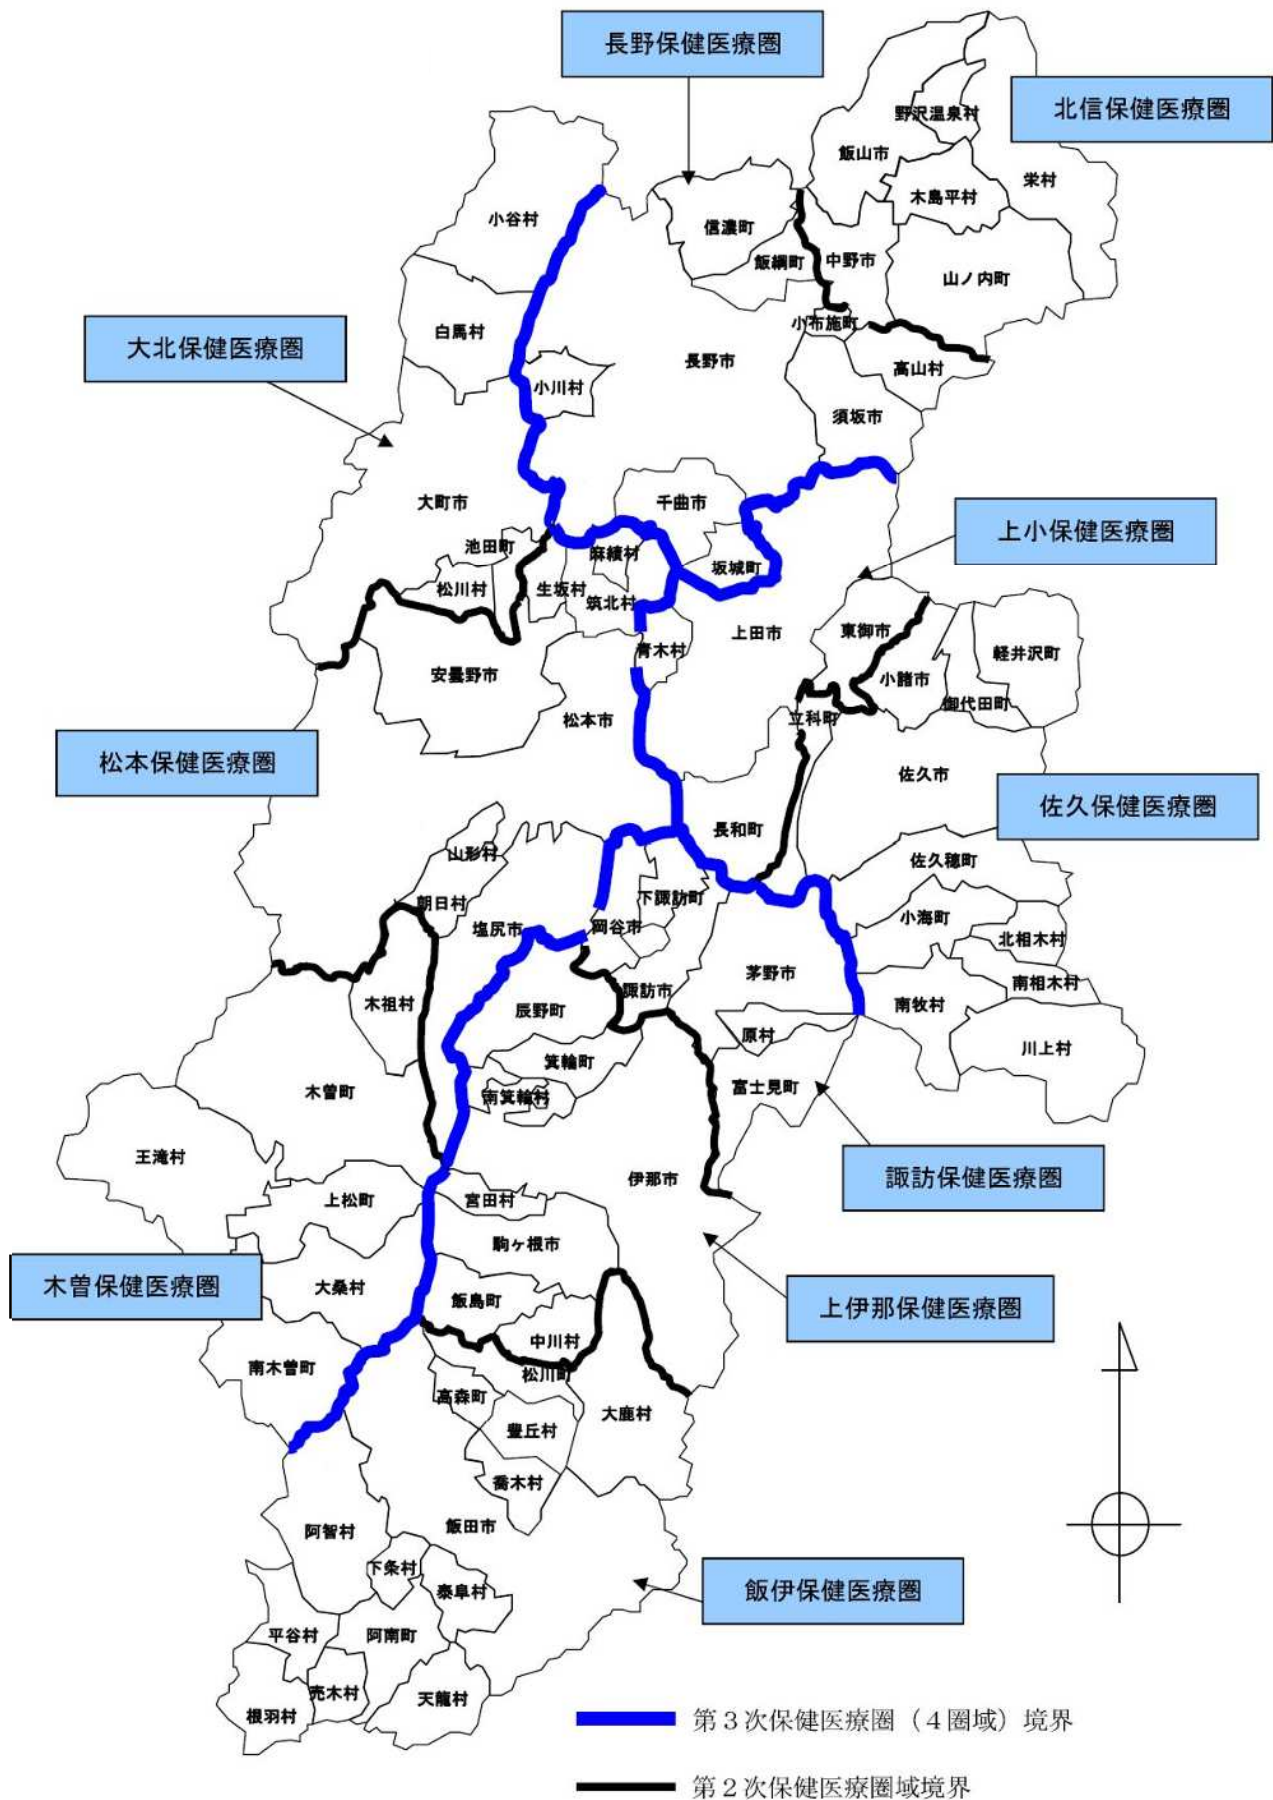 長野保健医療圏
北信保健医療圏
野沢温泉村
飯山市
栄村
木島平村
小谷村
信濃町
飯綱町
中野市
山ノ内町
小布施町
白馬村
大北保健医療圏
長野市
高山村
小川村
須坂市
大町市
千曲市
上小保健医療圏
池田町
麻績村
坂城町
松川村
生坂村
筑北村
上田市
東御市
青木村
軽井沢町
安曇野市
小諸市
御代田町
松本市
立科町
松本保健医療圏
佐久市
佐久保健医療圏
長和町
山形村
佐久穂町
朝日村
下諏訪町
塩尻市
岡谷市
小海町
北相木村
茅野市
南相木村
木祖村
諏訪市
南牧村
辰野町
原村
川上村
箕輪町
木曽町
南箕輪村
富士見町
王滝村
諏訪保健医療圏
伊那市
上松町
宮田村
駒ヶ根市
木曽保健医療圏
大桑村
飯島町
上伊那保健医療圏
中川村
南木曽町
松川町
高森町
大鹿村
豊丘村
喬木村
飯田市
阿智村
下条村
泰阜村
飯伊保健医療圏
平谷村
阿南町
売木村
天龍村
根羽村
第３次保健医療圏（４圏域）境界
第２次保健医療圏域境界